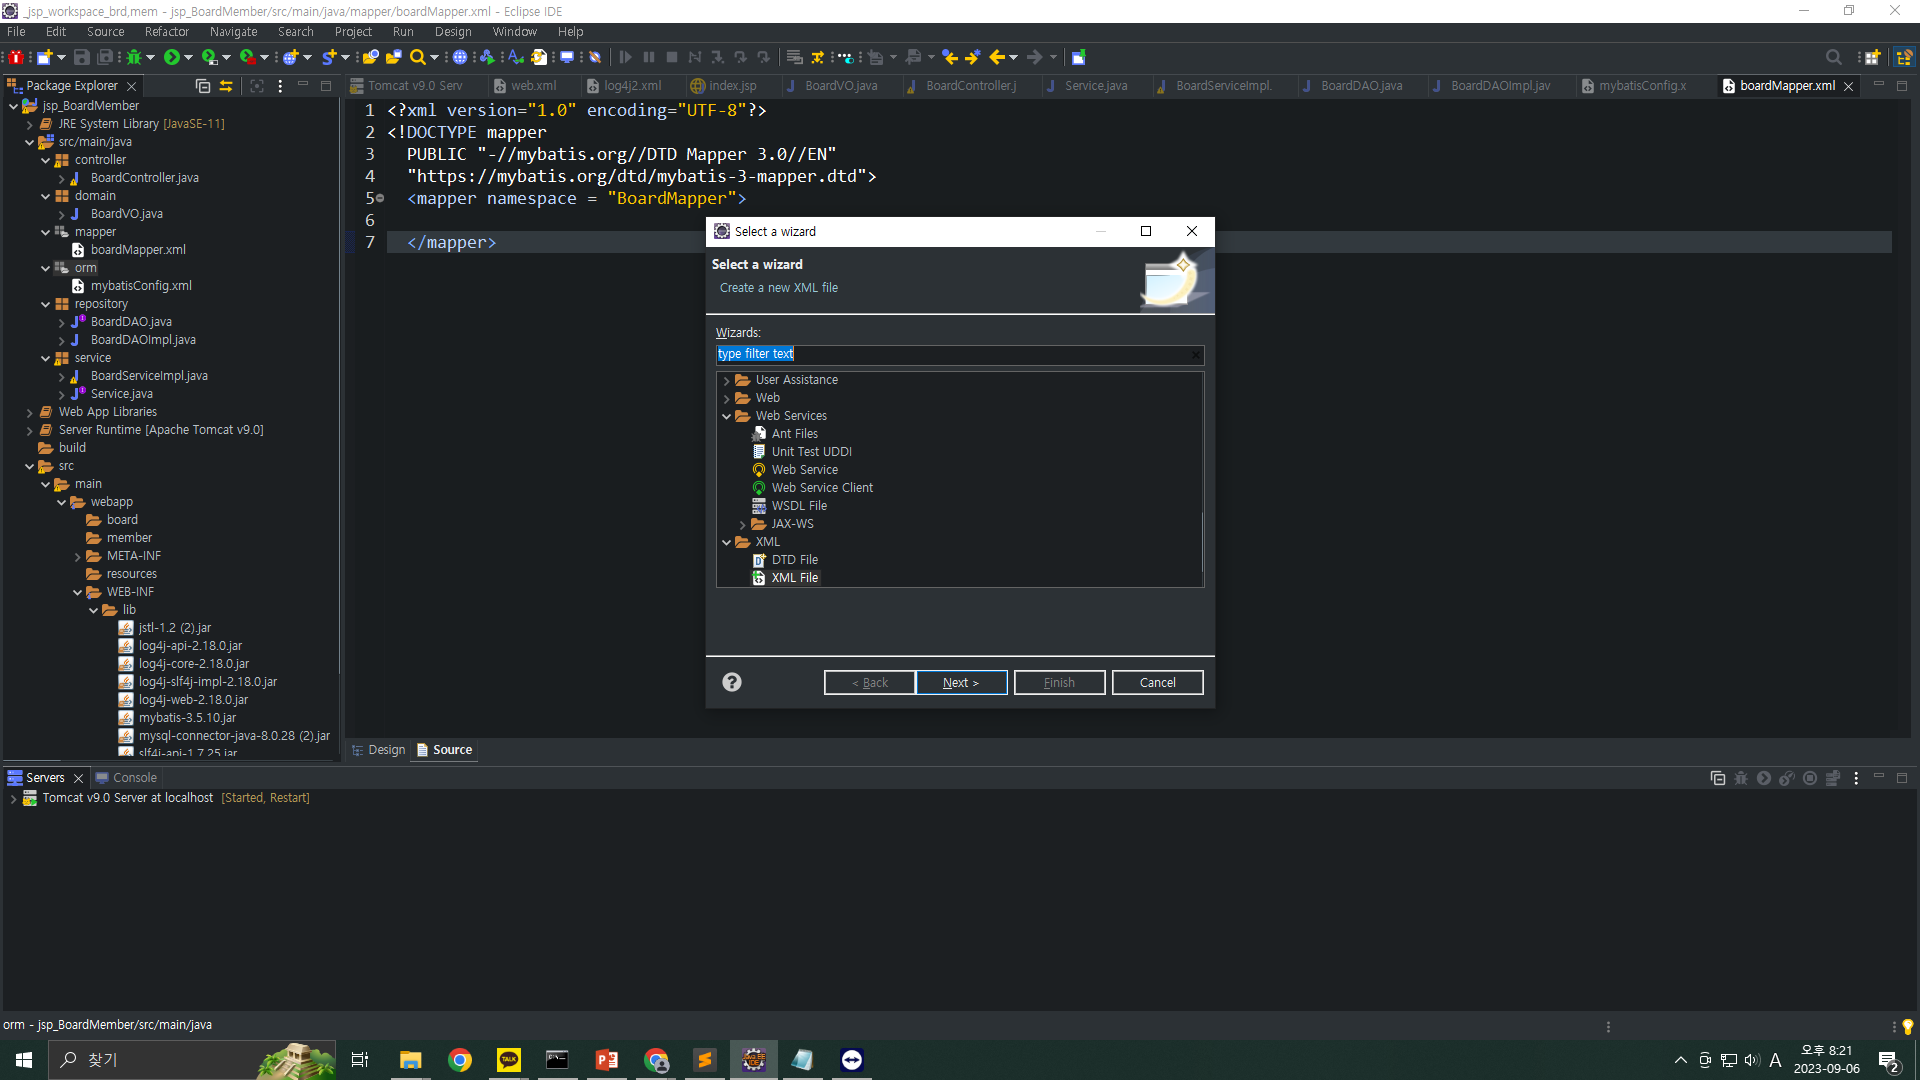 _jsp_workspace_brd,mem - jsp_BoardMember/src/main/java/mapper/boardMapper.xml - Eclipse IDE
File Edit Source Refactor Navigate Search Project Run Design Window Help
Package Explorer
Tomcat v9.0 Serv web.xml log4j2.xml index.jsp BoardVO.java BoardController.j Service.java BoardServiceImpl. BoardDAO.java BoardDAOImpl.jav mybatisConfig.x boardMapper.xml
jsp_BoardMember
JRE System Library [JavaSE-11]
src/main/java
controller
BoardController.java
domain
BoardVO.java
mapper
boardMapper.xml
orm
mybatisConfig.xml
repository
BoardDAO.java
BoardDAOImpl.java
service
BoardServiceImpl.java
Service.java
Web App Libraries
Server Runtime [Apache Tomcat v9.0]
build
src
main
webapp
board
member
META-INF
resources
WEB-INF
lib
jstl-1.2 (2).jar
log4j-api-2.18.0.jar
log4j-core-2.18.0.jar
log4j-slf4j-impl-2.18.0.jar
log4j-web-2.18.0.jar
mybatis-3.5.10.jar
mysql-connector-java-8.0.28 (2).jar
slf4j-api-1.7.25.jar
1 <?xml version="1.0" encoding="UTF-8"?>
2 <!DOCTYPE mapper
3 PUBLIC "-//mybatis.org//DTD Mapper 3.0//EN"
4 "https://mybatis.org/dtd/mybatis-3-mapper.dtd">
5 <mapper namespace = "BoardMapper">
6
7 </mapper>
Select a wizard
Select a wizard
Create a new XML file
Wizards:
type filter text
User Assistance
Web
Web Services
Ant Files
Unit Test UDDI
Web Service
Web Service Client
WSDL File
JAX-WS
XML
DTD File
XML File
< Back Next > Finish Cancel
Design Source
Servers Console
Tomcat v9.0 Server at localhost [Started, Restart]
orm - jsp_BoardMember/src/main/java
찾기
TALK
A
오후 8:21
2023-09-06
2